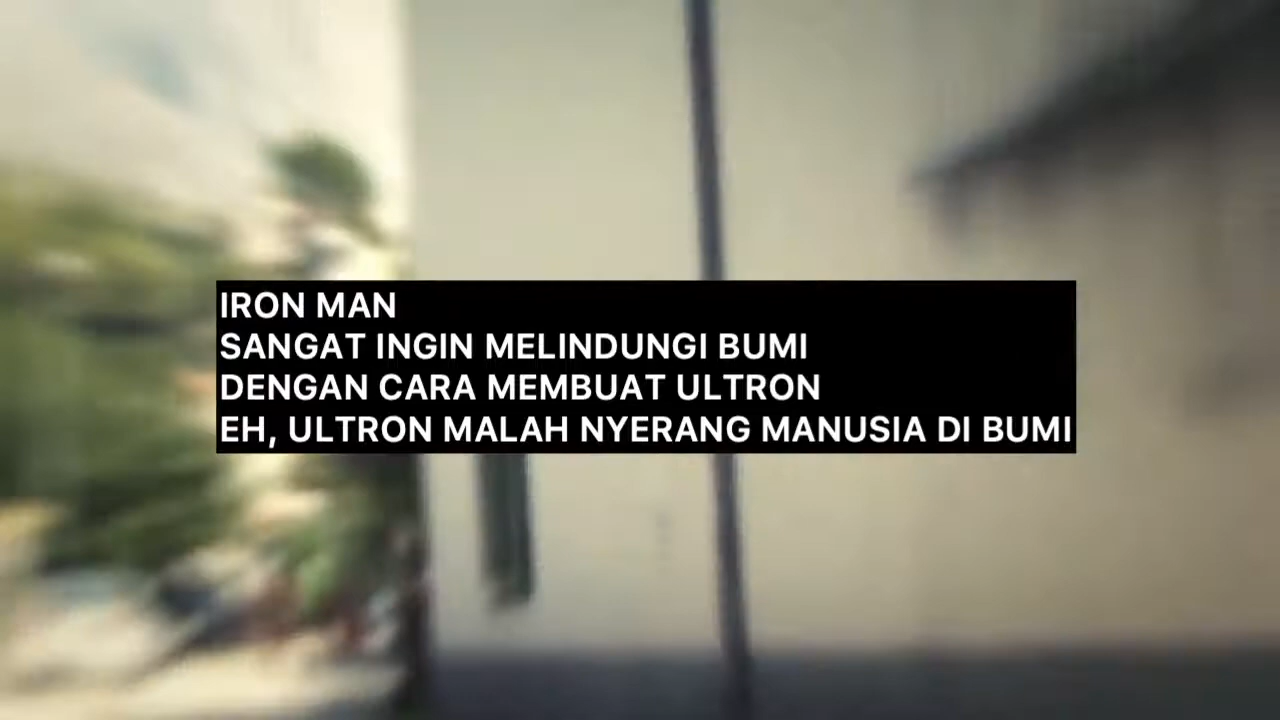 IRON MAN
SANGAT INGIN MELINDUNGI BUMI
DENGAN CARA MEMBUAT ULTRON
EH, ULTRON MALAH NYERANG MANUSIA DI BUMI